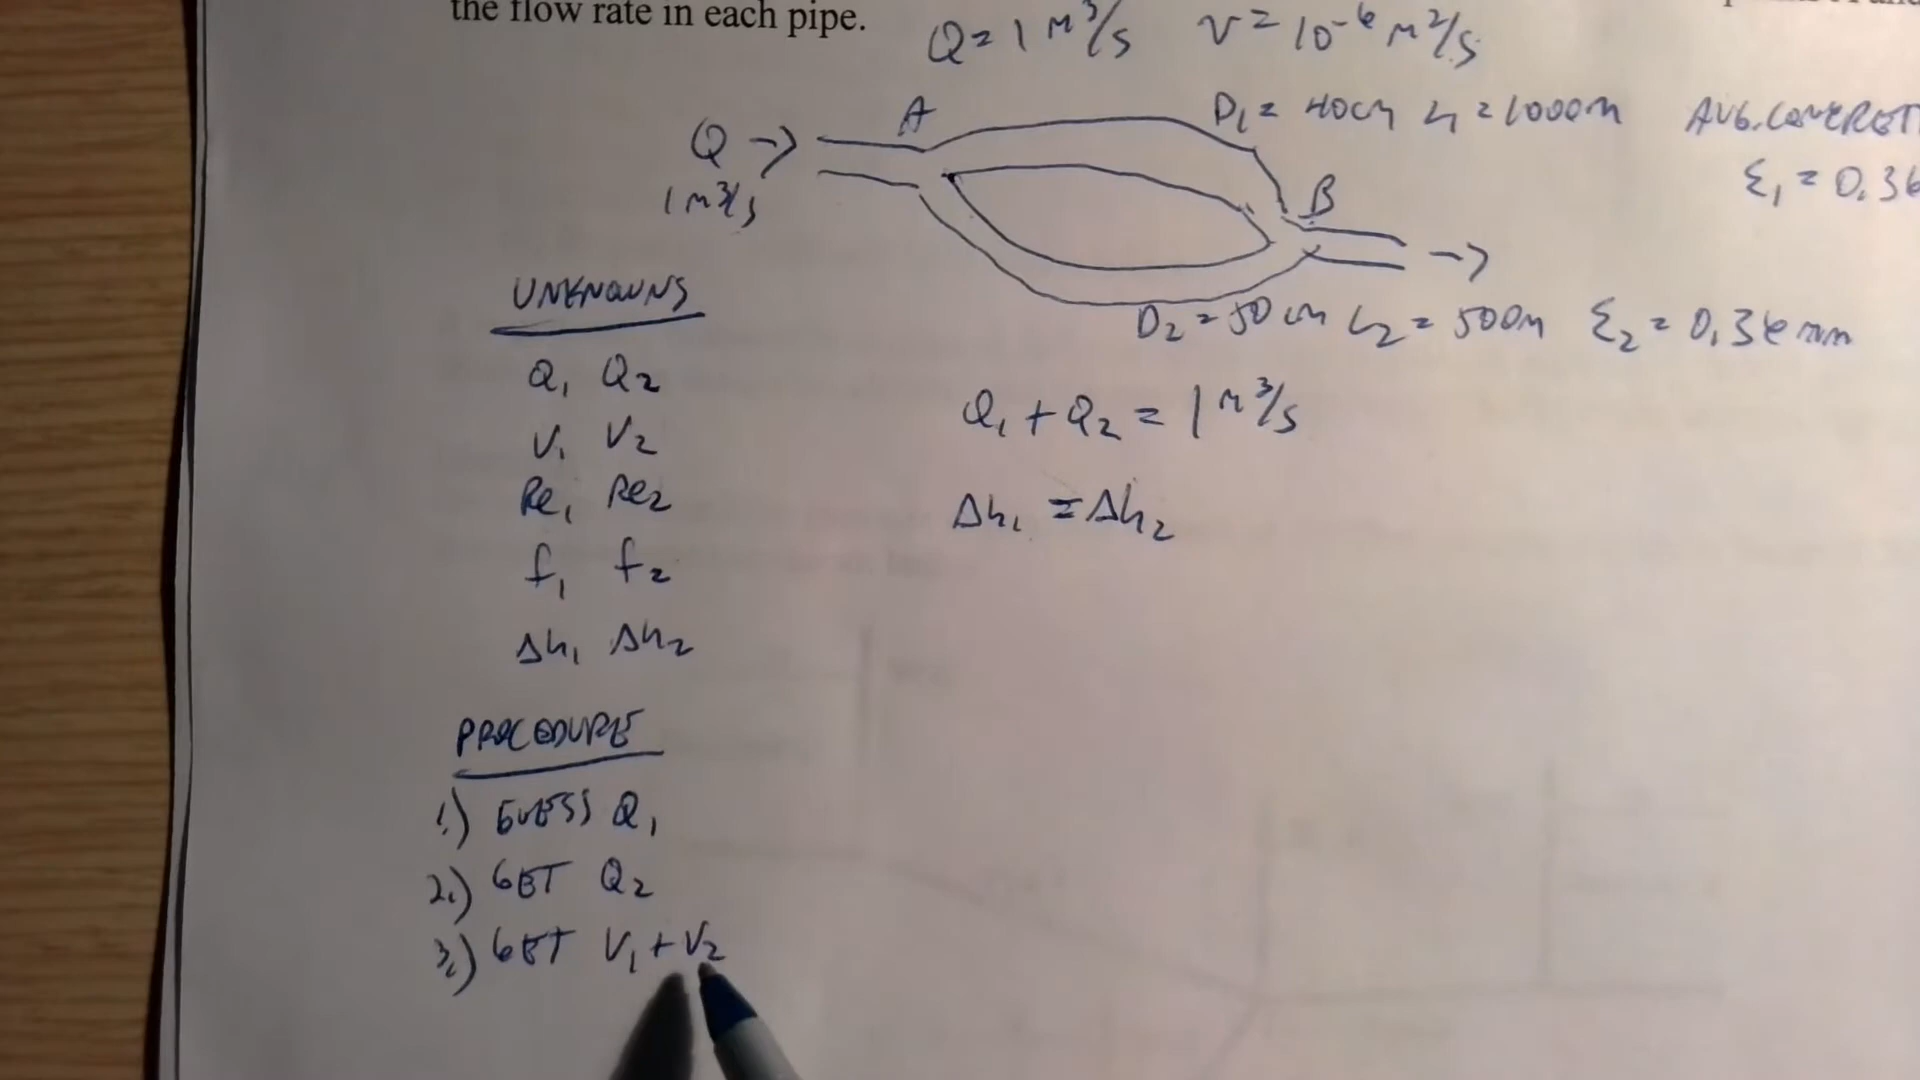 the flow rate in each pipe.
Q = 1 m³/s ν = 10⁻⁶ m²/s
A D₁ = 40cm L₁ = 1000m AVG. CONCRET
Q →
1 m³/s
ε₁ = 0.36
B
→
D₂ = 50 cm L₂ = 500m ε₂ = 0.36 mm
UNKNOWNS
Q₁ Q₂
V₁ V₂
Re₁ Re₂
f₁ f₂
Δh₁ Δh₂
Q₁ + Q₂ = 1 m³/s
Δh₁ = Δh₂
PROCEDURE
1.) GUESS Q₁
2.) GET Q₂
3.) GET V₁ + V₂